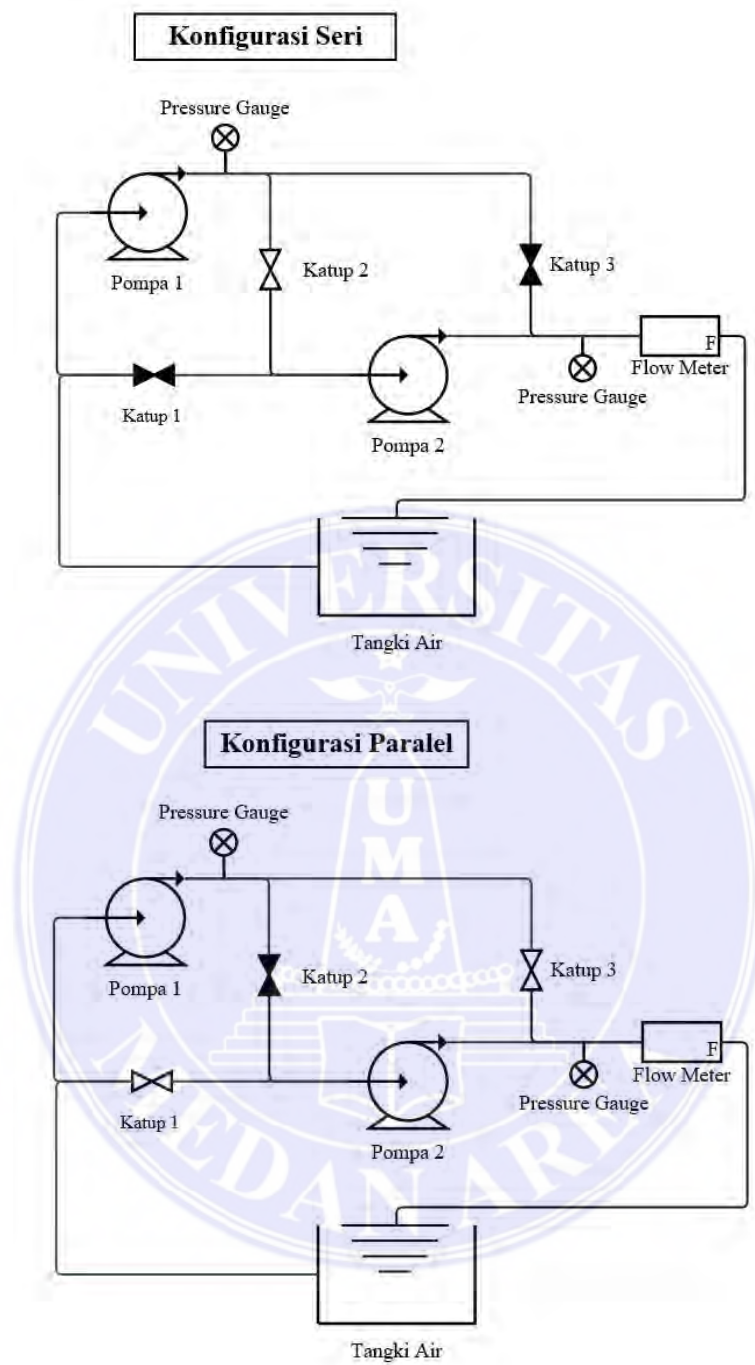 Konfigurasi Seri
Pressure Gauge
Pompa 1
Katup 2
Katup 3
F
Flow Meter
Pressure Gauge
Katup 1
Pompa 2
Tangki Air
UNIVERSITAS
MEDAN AREA
UMA
Konfigurasi Paralel
Pressure Gauge
Pompa 1
Katup 2
Katup 3
F
Flow Meter
Pressure Gauge
Katup 1
Pompa 2
Tangki Air